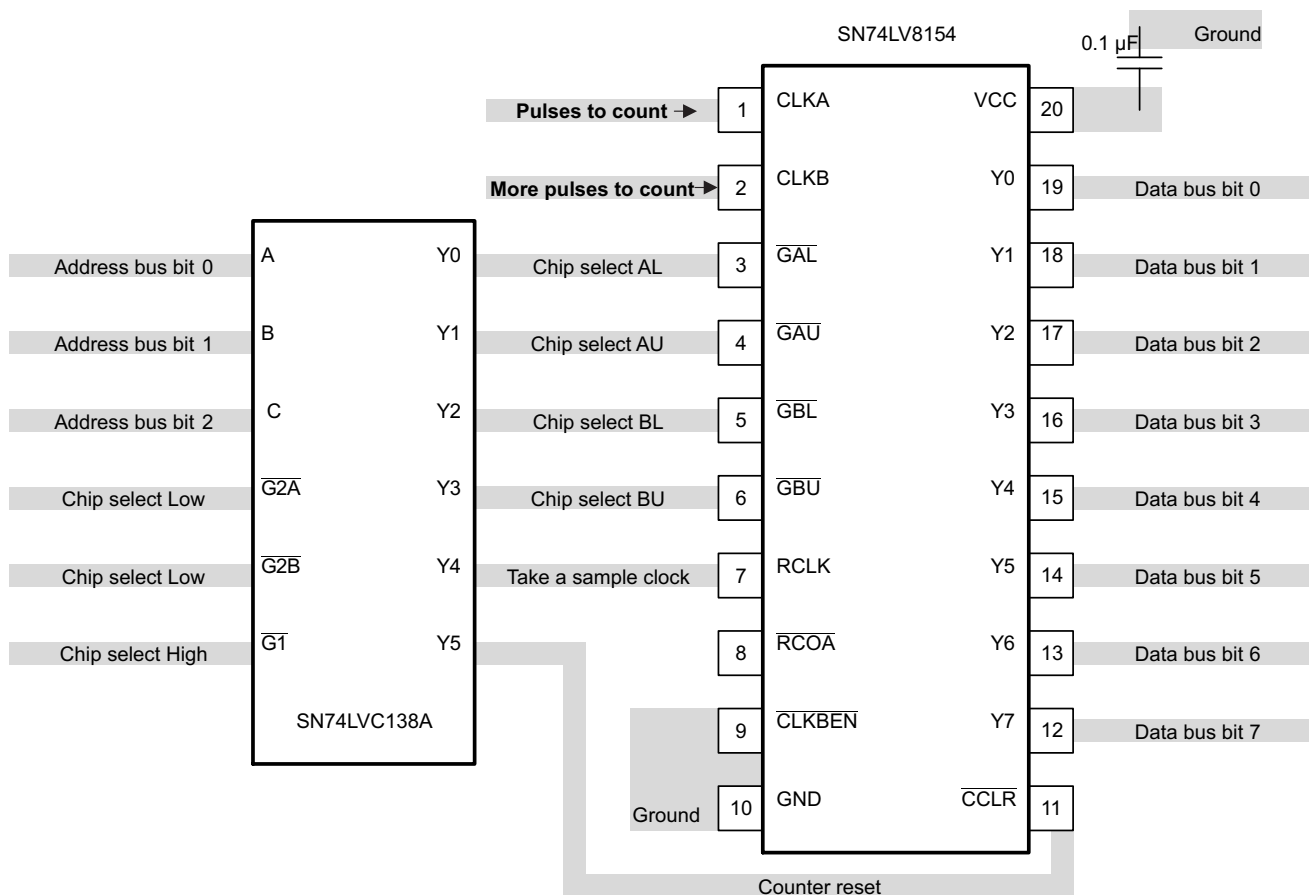 SN74LV8154
0.1 µF
Ground
Pulses to count
1
CLKA
VCC
20
More pulses to count
2
CLKB
Y0
19
Data bus bit 0
Address bus bit 0
A
Y0
Chip select AL
3
GAL
Y1
18
Data bus bit 1
Address bus bit 1
B
Y1
Chip select AU
4
GAU
Y2
17
Data bus bit 2
Address bus bit 2
C
Y2
Chip select BL
5
GBL
Y3
16
Data bus bit 3
Chip select Low
G2A
Y3
Chip select BU
6
GBU
Y4
15
Data bus bit 4
Chip select Low
G2B
Y4
Take a sample clock
7
RCLK
Y5
14
Data bus bit 5
Chip select High
G1
Y5
8
RCOA
Y6
13
Data bus bit 6
SN74LVC138A
9
CLKBEN
Y7
12
Data bus bit 7
Ground
10
GND
CCLR
11
Counter reset